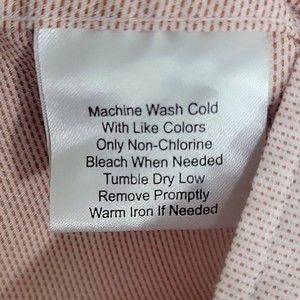 Machine Wash Cold
With Like Colors
Only Non-Chlorine
Bleach When Needed
Tumble Dry Low
Remove Promptly
Warm Iron If Needed